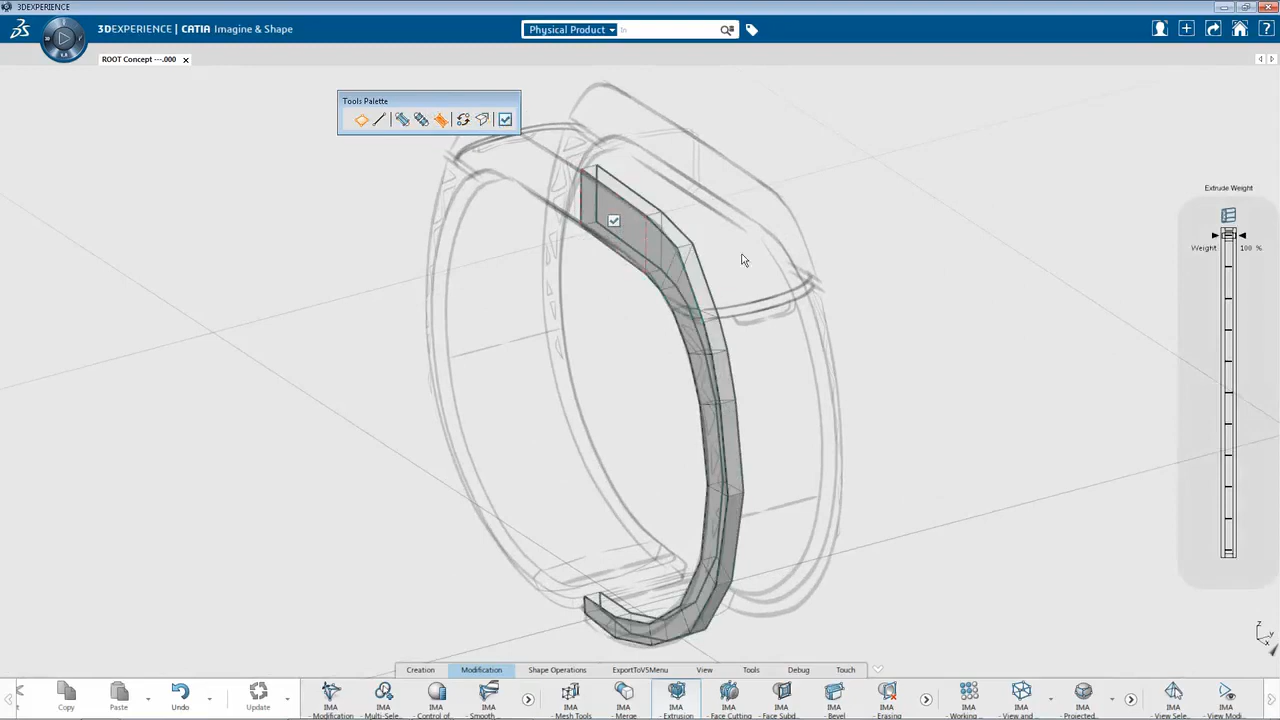 3DEXPERIENCE
3DEXPERIENCE | CATIA Imagine & Shape
Physical Product
In
ROOT Concept ---.000
Tools Palette
Extrude Weight
Weight
100 %
Creation
Modification
Shape Operations
ExportToV5Menu
View
Tools
Debug
Touch
Copy
Paste
Undo
Update
IMA
- Modification
IMA
- Multi-Sele..
IMA
Control of..
IMA
- Smooth ..
IMA
- Mesh Tools
IMA
- Merge
IMA
- Extrusion
IMA
- Face Cutting
IMA
- Face Subd..
IMA
- Bevel
IMA
- Erasing
IMA
- Working ..
IMA
- View and ..
IMA
- Projected..
IMA
- View Sele..
IMA
- View Modi..